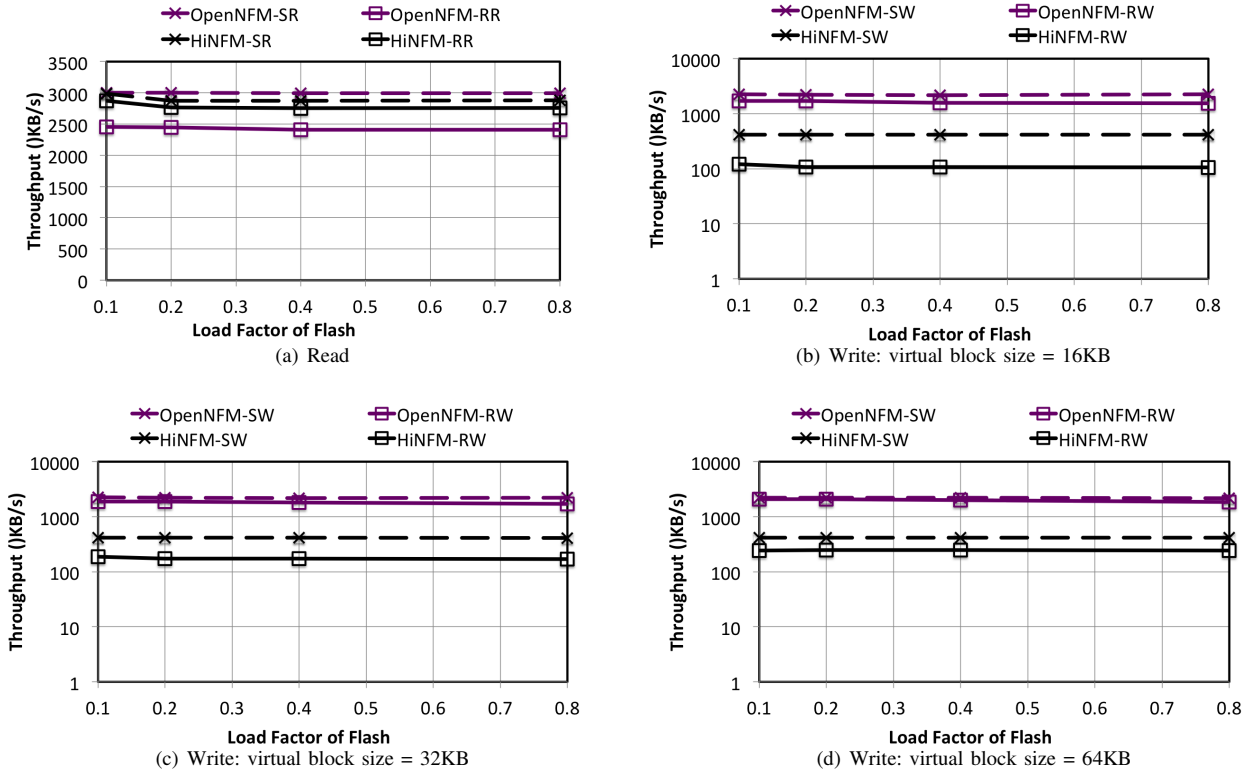 OpenNFM-SR OpenNFM-RR
HiNFM-SR HiNFM-RR
3500
3000
2500
2000
1500
1000
500
0
Throughput ()KB/s)
0.1 0.2 0.3 0.4 0.5 0.6 0.7 0.8
Load Factor of Flash
(a) Read
OpenNFM-SW OpenNFM-RW
HiNFM-SW HiNFM-RW
10000
1000
100
10
1
Throughput ()KB/s)
0.1 0.2 0.3 0.4 0.5 0.6 0.7 0.8
Load Factor of Flash
(b) Write: virtual block size = 16KB
OpenNFM-SW OpenNFM-RW
HiNFM-SW HiNFM-RW
10000
1000
100
10
1
Throughput ()KB/s)
0.1 0.2 0.3 0.4 0.5 0.6 0.7 0.8
Load Factor of Flash
(c) Write: virtual block size = 32KB
OpenNFM-SW OpenNFM-RW
HiNFM-SW HiNFM-RW
10000
1000
100
10
1
Throughput ()KB/s)
0.1 0.2 0.3 0.4 0.5 0.6 0.7 0.8
Load Factor of Flash
(d) Write: virtual block size = 64KB